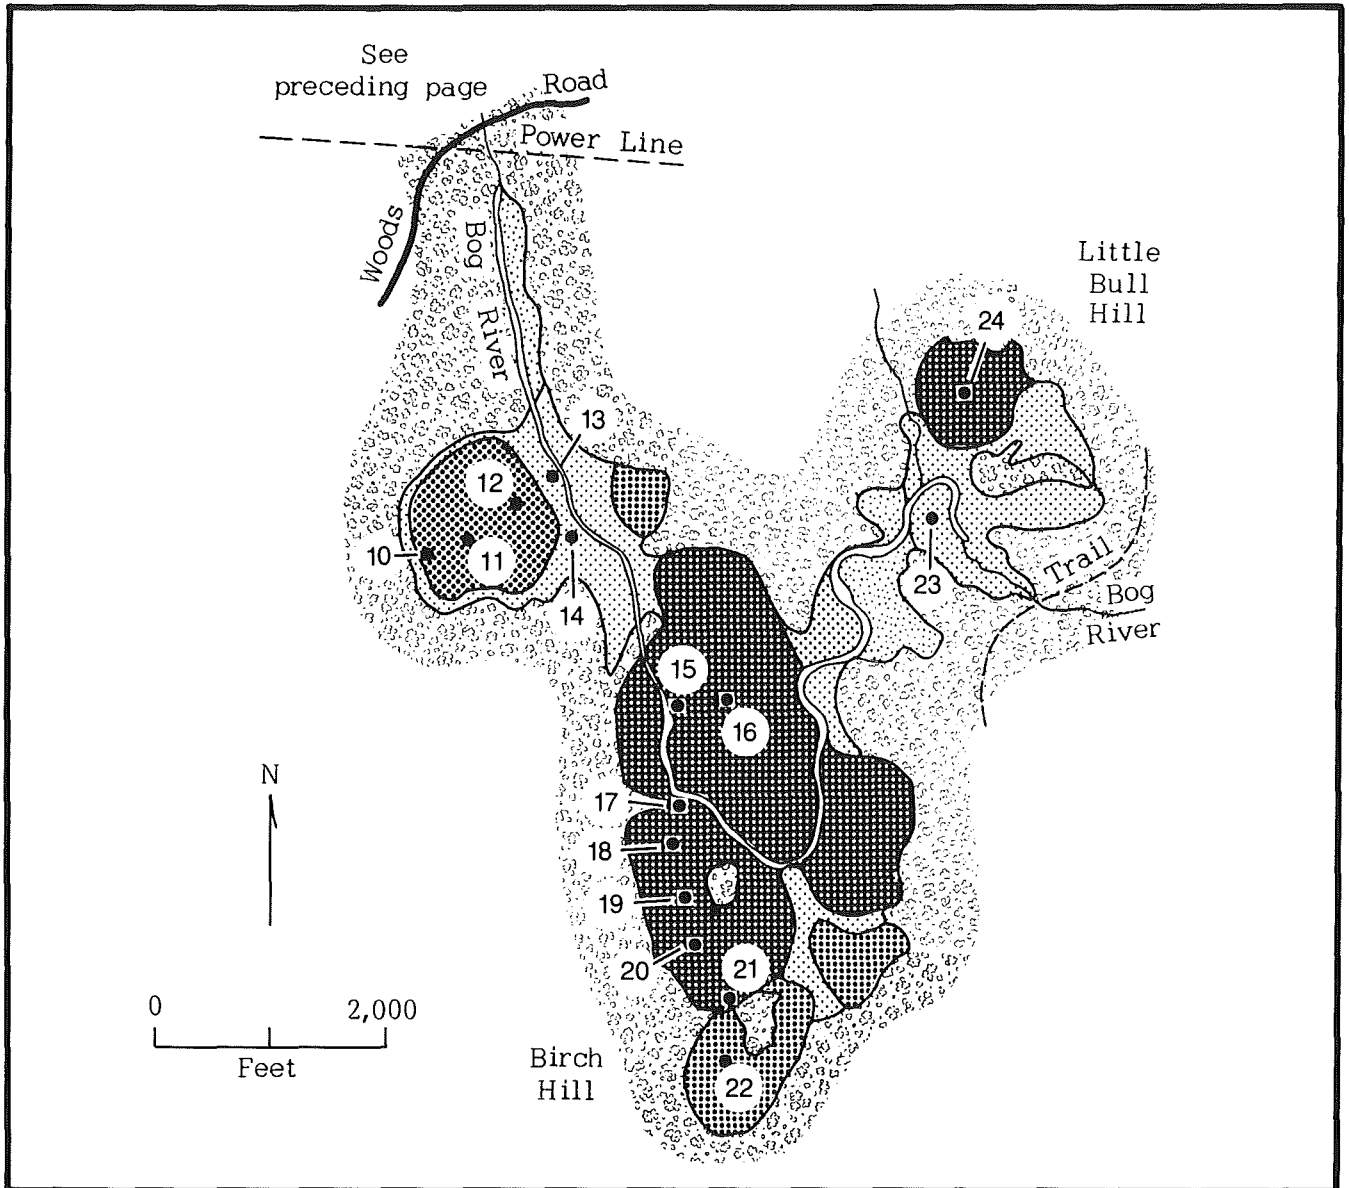 See
preceding page
Road
Power Line
Woods
Bog River
Little
Bull
Hill
24
13
12
10
11
14
23
Trail
Bog
River
15
16
N
17
18
19
20
21
22
0 2,000
Feet
Birch
Hill